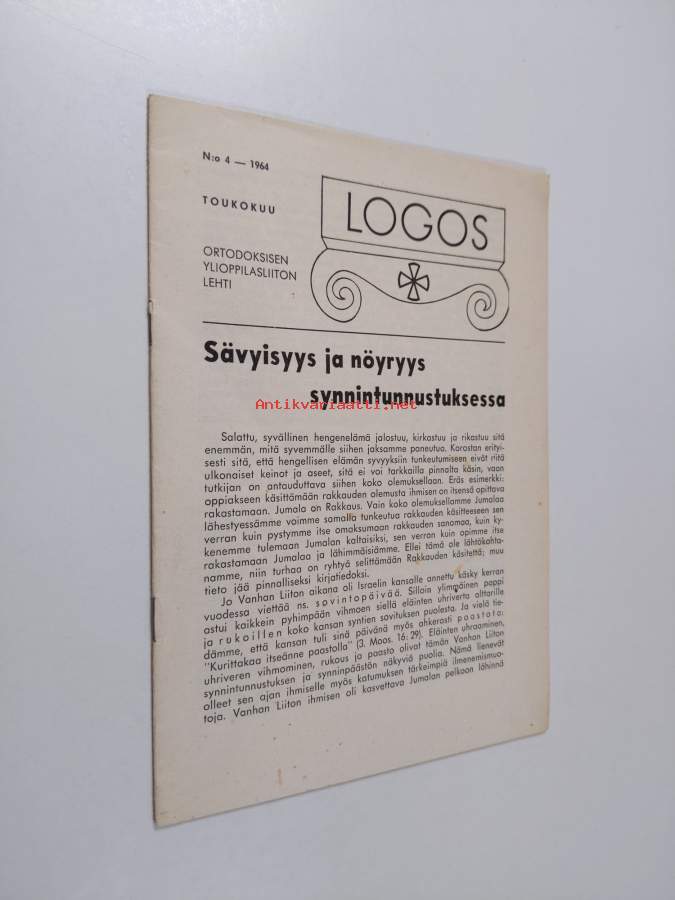 N:o 4 — 1964
TOUKOKUU
ORTODOKSISEN
YLIOPPILASLIITON
LEHTI
LOGOS
Sävyisyys ja nöyryys
synnintunnustuksessa
Antikvariaatti.net
Salattu, syvällinen hengenelämä jalostuu, kirkastuu ja rikastuu sitä
enemmän, mitä syvemmälle siihen jaksamme paneutua. Korostan erityi-
sesti sitä, että hengellisen elämän syvyyksiin tunkeutumiseen eivät riitä
ulkonaiset keinot ja aseet, sitä ei voi tarkkailla pinnalta käsin, vaan
tutkijan on antauduttava siihen koko olemuksellaan. Eräs esimerkki:
oppiakseen käsittämään rakkauden olemusta ihmisen on itsensä opittava
rakastamaan. Jumala on Rakkaus. Vain koko olemuksellamme Jumalaa
lähestyessämme voimme samalla tunkeutua rakkauden käsitteeseen sen
verran kuin pystymme itse omaksumaan rakkauden sanomaa, kuin ky-
kenemme tulemaan Jumalan kaltaisiksi, sen verran kuin opimme itse
rakastamaan Jumalaa ja lähimmäisiämme. Ellei tämä ole lähtökohta-
namme, niin turhaa on ryhtyä selittämään Rakkauden käsitettä; muu
tieto jää pinnalliseksi kirjatiedoksi.
Jo Vanhan Liiton aikana oli Israelin kansalle annettu käsky kerran
vuodessa viettää ns. sovintopäivää. Silloin ylimmäinen pappi
astui kaikkein pyhimpään vihmoen siellä eläinten uhriverta alttarille
ja rukoillen koko kansan syntien sovituksen puolesta. Ja vielä tie-
dämme, että kansan tuli sinä päivänä myös ahkerasti paastota:
"Kurittakaa itseänne paastolla" (3. Moos. 16: 29). Eläinten uhraaminen,
uhriveren vihmominen, rukous ja paasto olivat tämän Vanhan Liiton
synnintunnustuksen ja synninpäästön näkyviä puolia. Nämä lienevät
olleet sen ajan ihmiselle myös katumuksen tärkeimpiä ilmenemismuo-
toja. Vanhan Liiton ihmisen oli kasvettava Jumalan pelkoon lähinnä